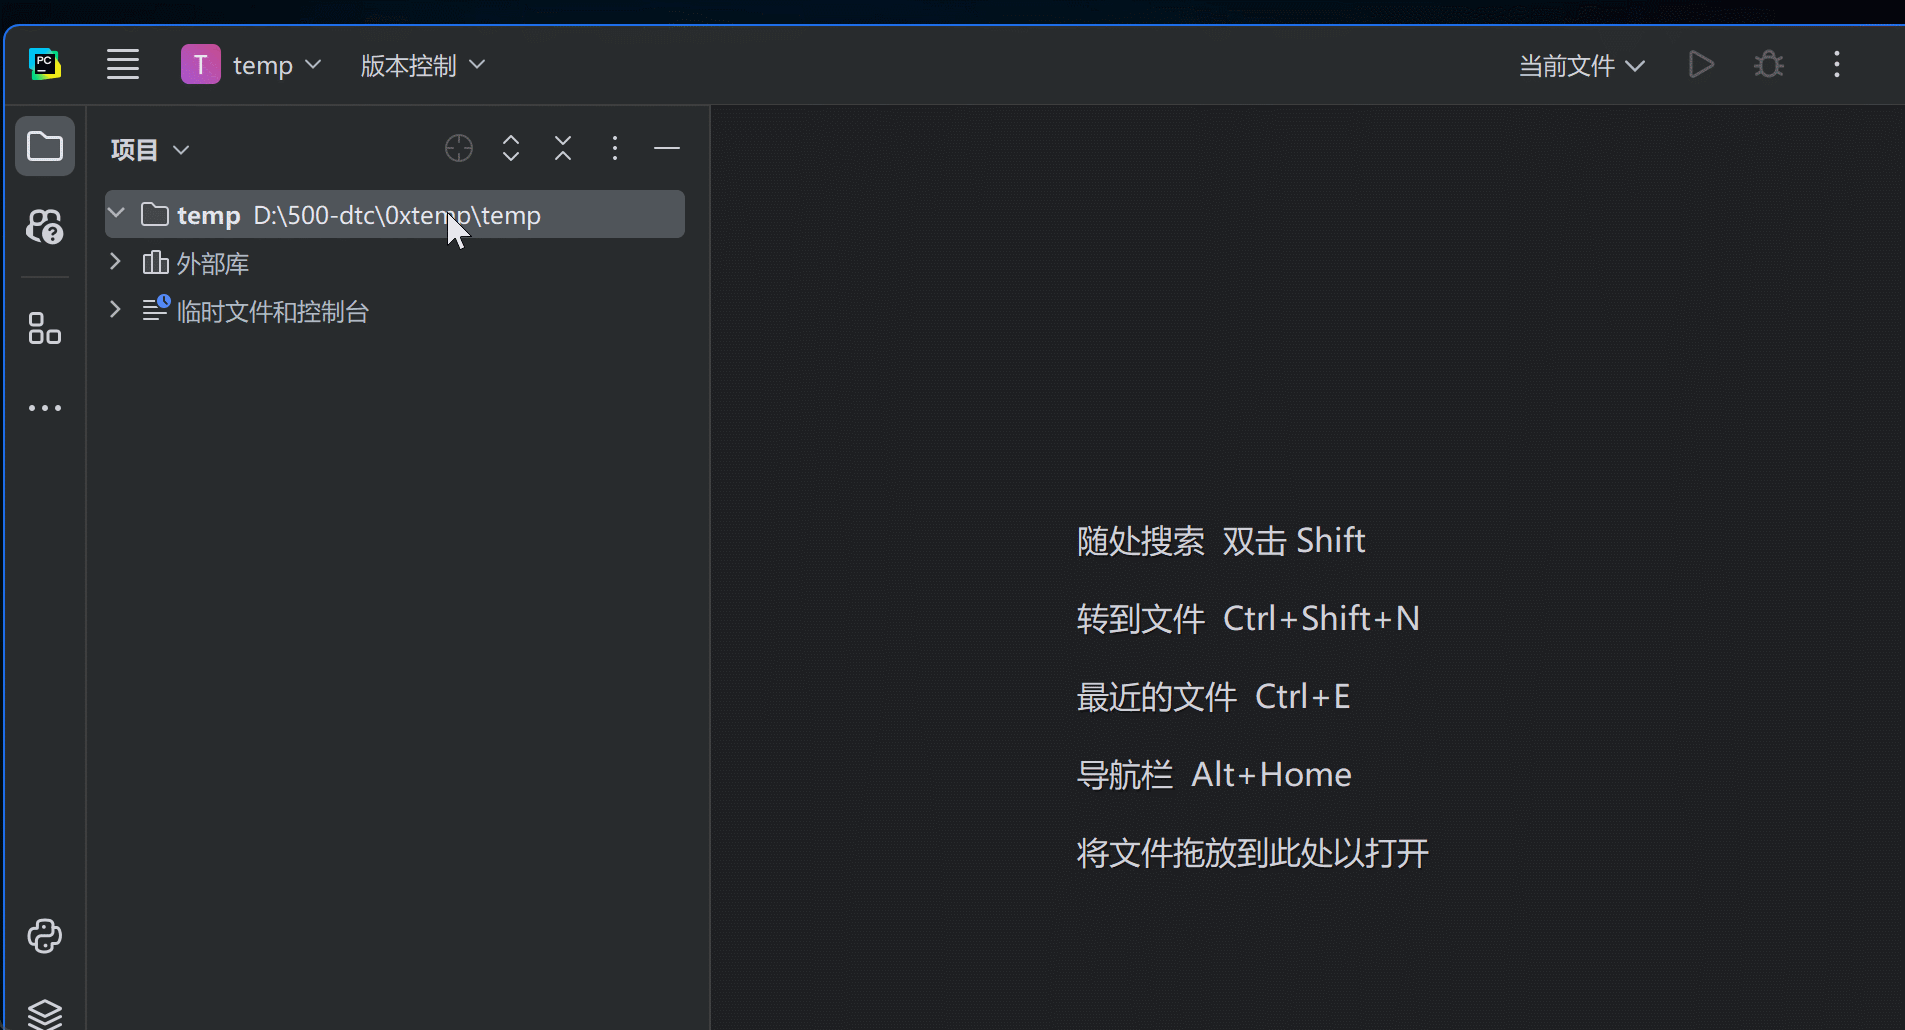 PC
T temp 版本控制 当前文件
项目
temp D:\500-dtc\0xtemp\temp
外部库
临时文件和控制台
随处搜索 双击 Shift
转到文件 Ctrl+Shift+N
最近的文件 Ctrl+E
导航栏 Alt+Home
将文件拖放到此处以打开